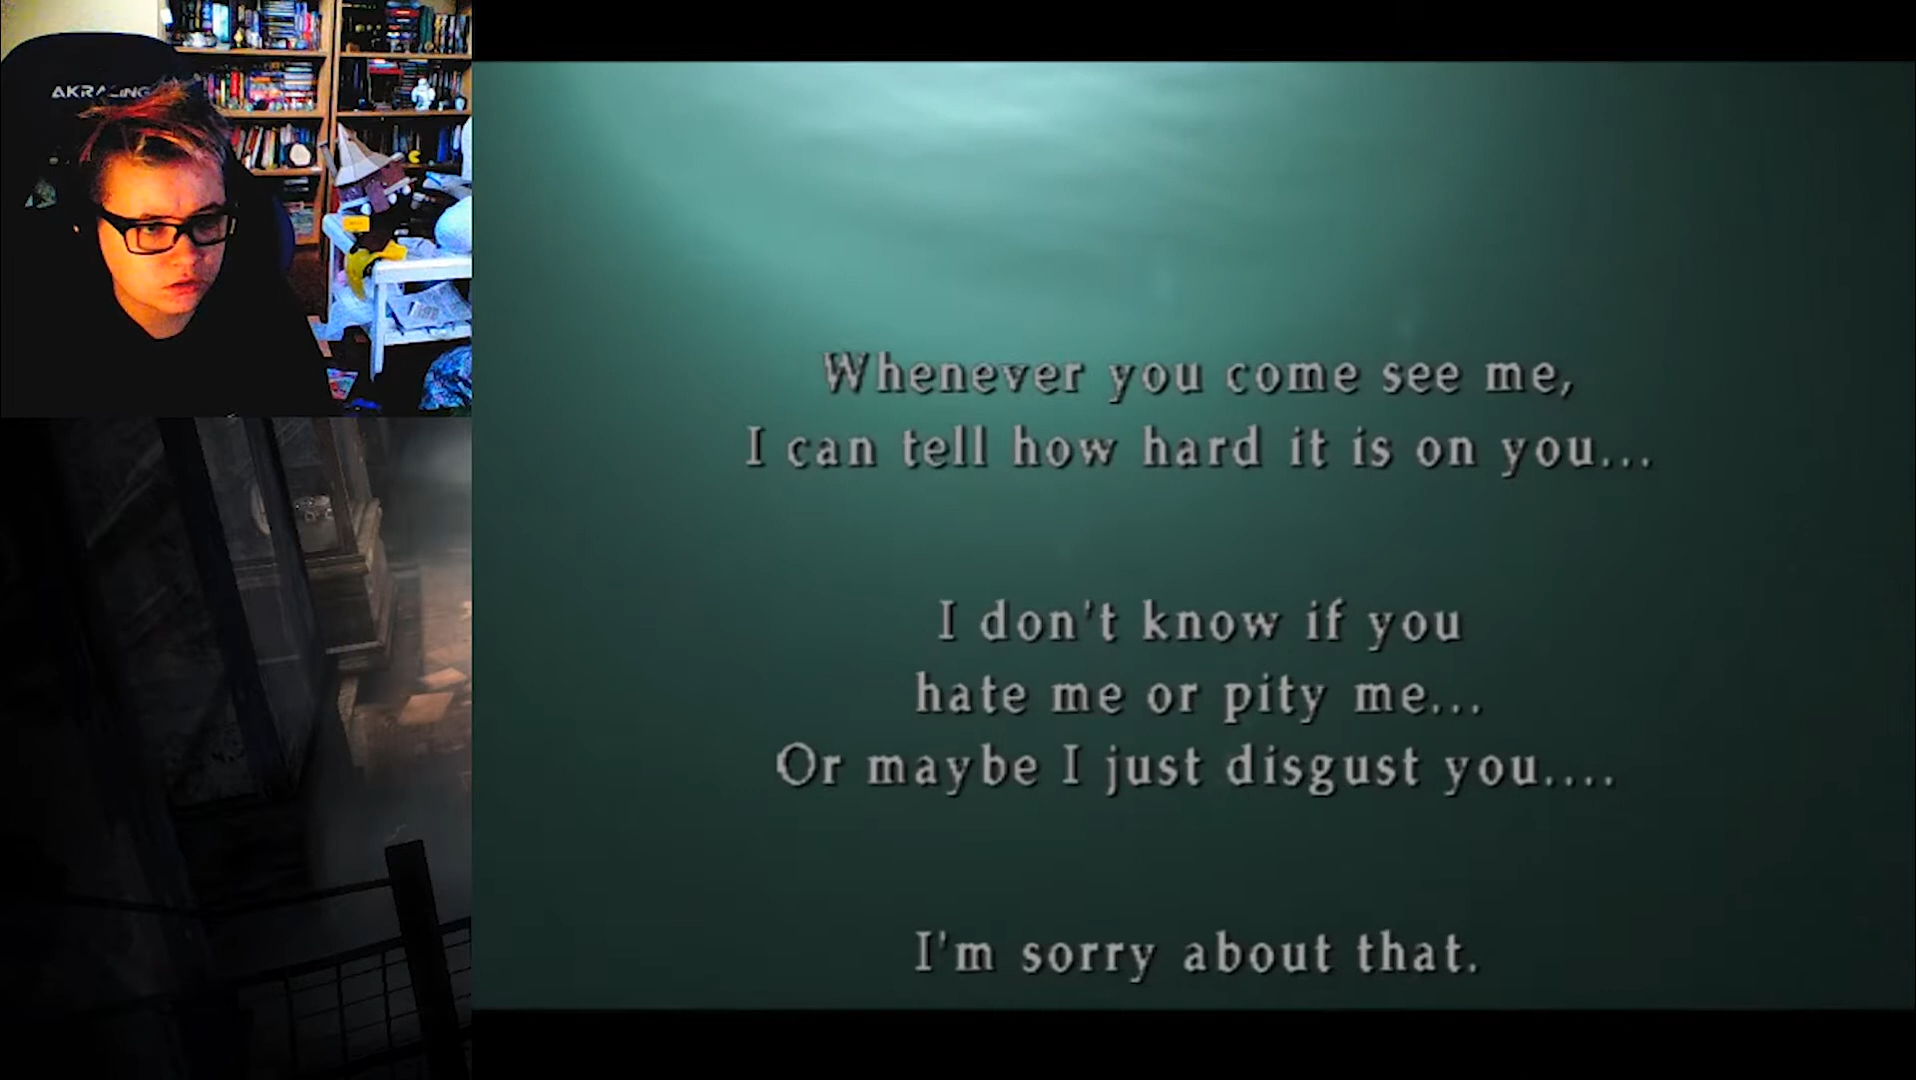 AKRACING
Whenever you come see me,
I can tell how hard it is on you...
I don't know if you
hate me or pity me...
Or maybe I just disgust you....
I'm sorry about that.